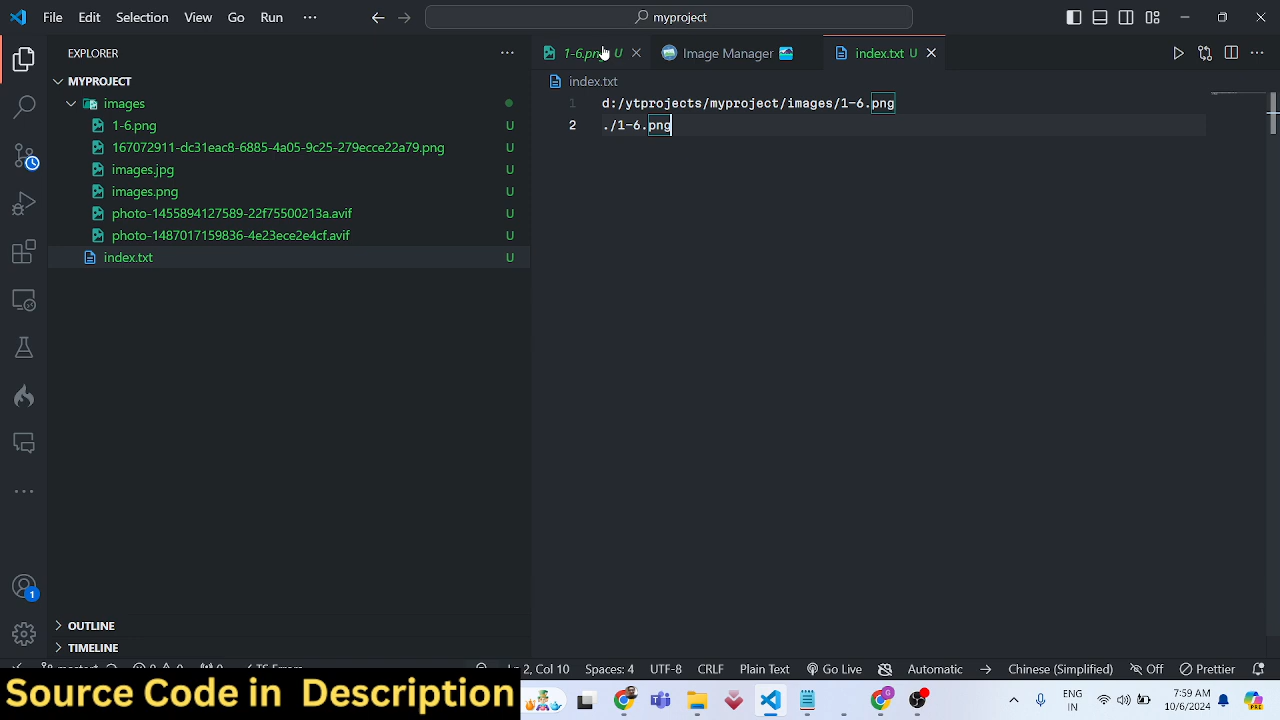 File Edit Selection View Go Run ··· myproject
EXPLORER ···
1-6.pn U
Image Manager
index.txt U
MYPROJECT
index.txt
images
1 d:/ytprojects/myproject/images/1-6.png
1-6.png U
2 ./1-6.png
167072911-dc31eac8-6885-4a05-9c25-279ecce22a79.png U
images.jpg U
images.png U
photo-1455894127589-22f75500213a.avif U
photo-1487017159836-4e23ece2e4cf.avif U
index.txt U
1
OUTLINE
TIMELINE
2, Col 10 Spaces: 4 UTF-8 CRLF Plain Text Go Live Automatic Chinese (Simplified) Off Prettier
Source Code in Description
ENG
IN
7:59 AM
10/6/2024